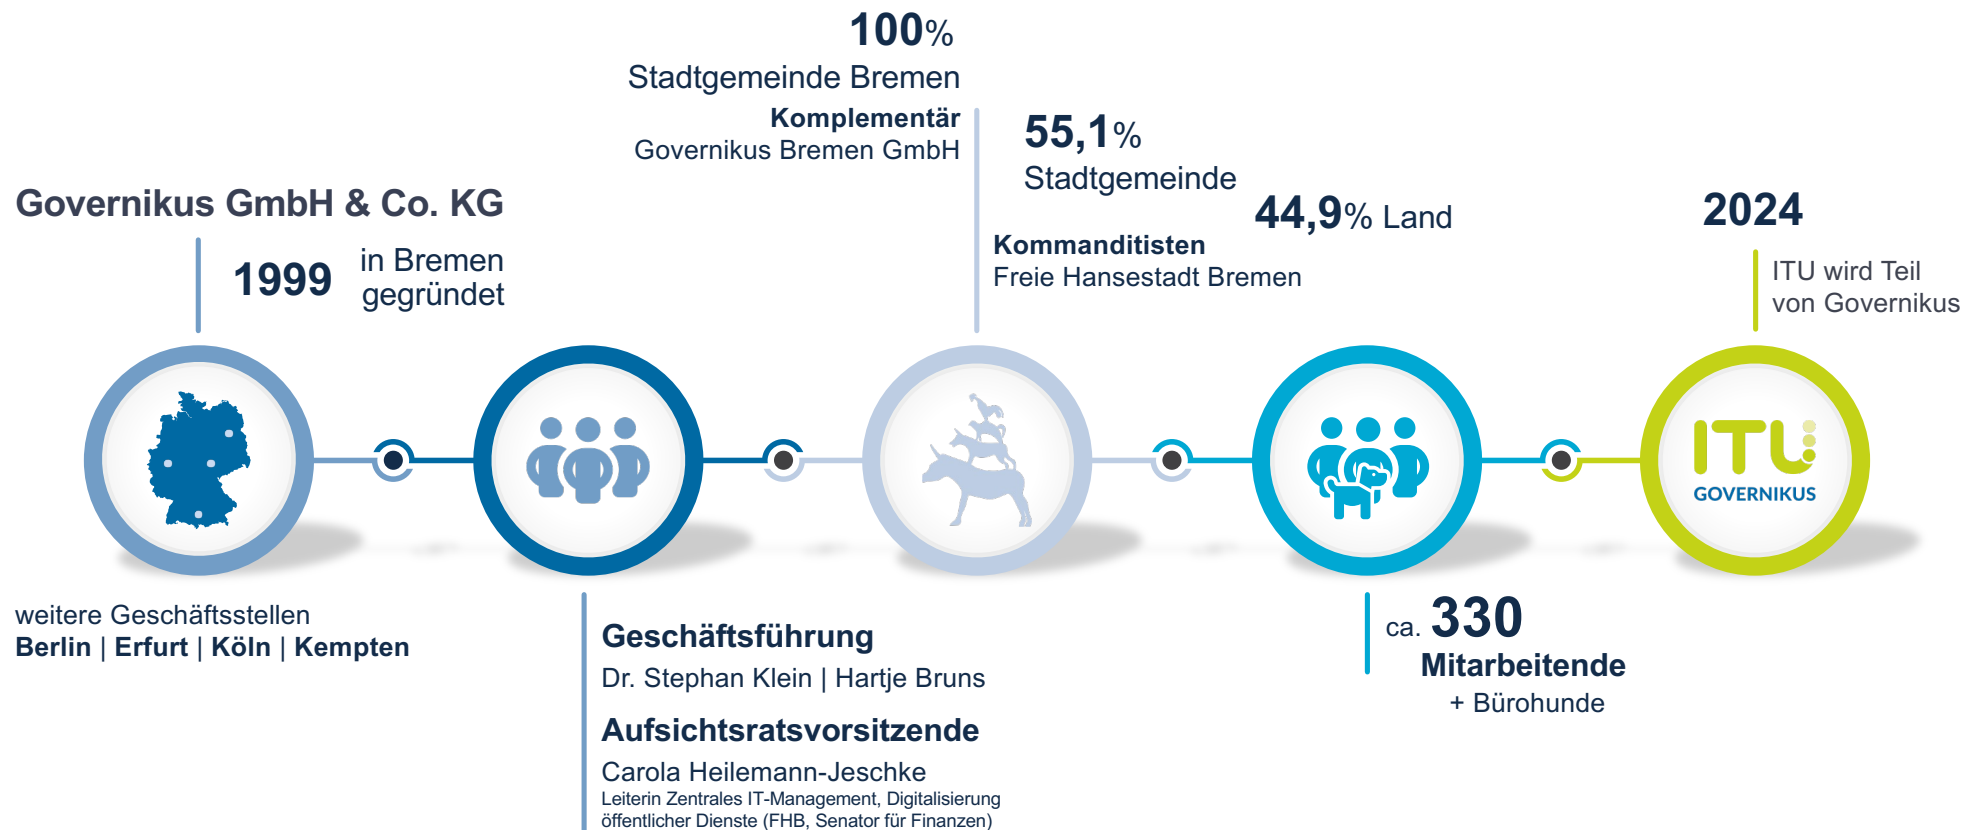 Governikus GmbH & Co. KG
1999
in Bremen
gegründet
weitere Geschäftsstellen
Berlin | Erfurt | Köln | Kempten
Geschäftsführung
Dr. Stephan Klein | Hartje Bruns
Aufsichtsratsvorsitzende
Carola Heilemann-Jeschke
Leiterin Zentrales IT-Management, Digitalisierung
öffentlicher Dienste (FHB, Senator für Finanzen)
100%
Stadtgemeinde Bremen
Komplementär
Governikus Bremen GmbH
55,1%
Stadtgemeinde
44,9% Land
Kommanditisten
Freie Hansestadt Bremen
ca. 330
Mitarbeitende
+ Bürohunde
2024
ITU wird Teil
von Governikus
ITU
GOVERNIKUS